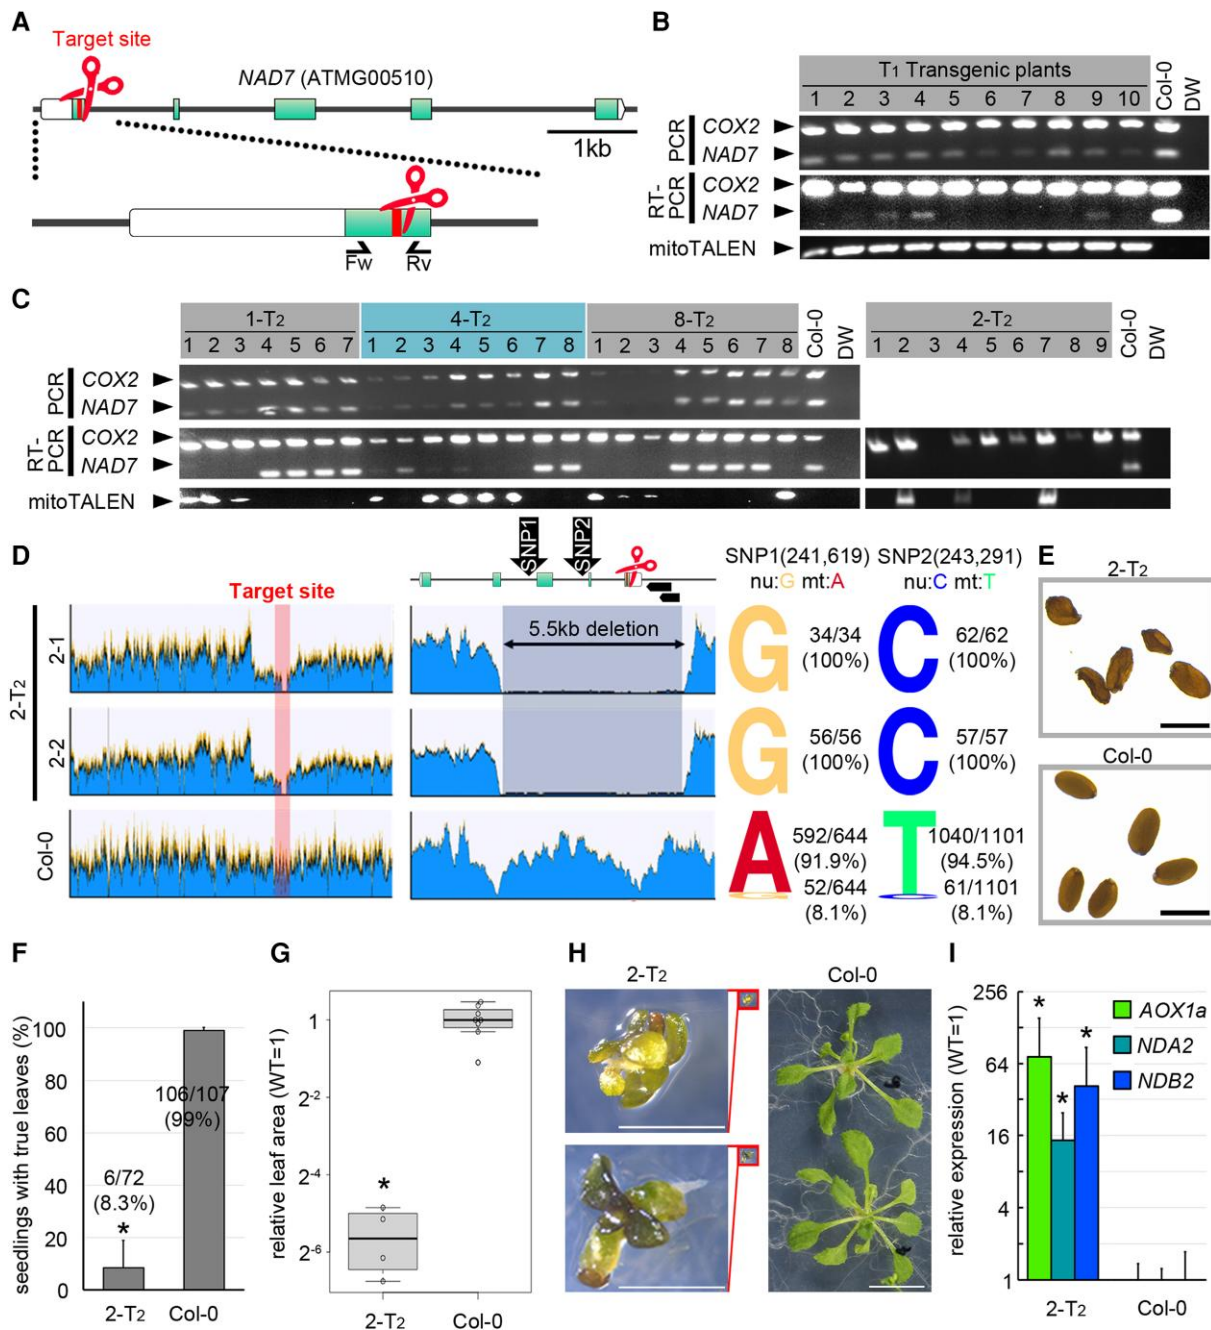 A
Target site
NAD7 (ATMG00510)
1kb
Fw Rv
B
T1 Transgenic plants
1 2 3 4 5 6 7 8 9 10 Col-0 DW
PCR
COX2
NAD7
RT-PCR
COX2
NAD7
mitoTALEN
C
1-T2 4-T2 8-T2 2-T2
1 2 3 4 5 6 7 1 2 3 4 5 6 7 8 1 2 3 4 5 6 7 8 Col-0 DW 1 2 3 4 5 6 7 8 9 Col-0 DW
PCR
COX2
NAD7
RT-PCR
COX2
NAD7
mitoTALEN
D
SNP1 SNP2
Target site
SNP1(241,619) SNP2(243,291)
nu:G mt:A nu:C mt:T
2-T2
2-1
5.5kb deletion
G 34/34 C 62/62
(100%) (100%)
2-2
G 56/56 C 57/57
(100%) (100%)
Col-0
A 592/644 T 1040/1101
(91.9%) (94.5%)
52/644 61/1101
(8.1%) (8.1%)
E
2-T2
Col-0
F
seedlings with true leaves (%)
100
80
60
40
20
0
106/107
(99%)
6/72
(8.3%)
*
2-T2 Col-0
G
relative leaf area (WT=1)
1
2-2
2-4
2-6
*
2-T2 Col-0
H
2-T2 Col-0
I
relative expression (WT=1)
256
64
16
4
1
* * *
AOX1a
NDA2
NDB2
2-T2 Col-0